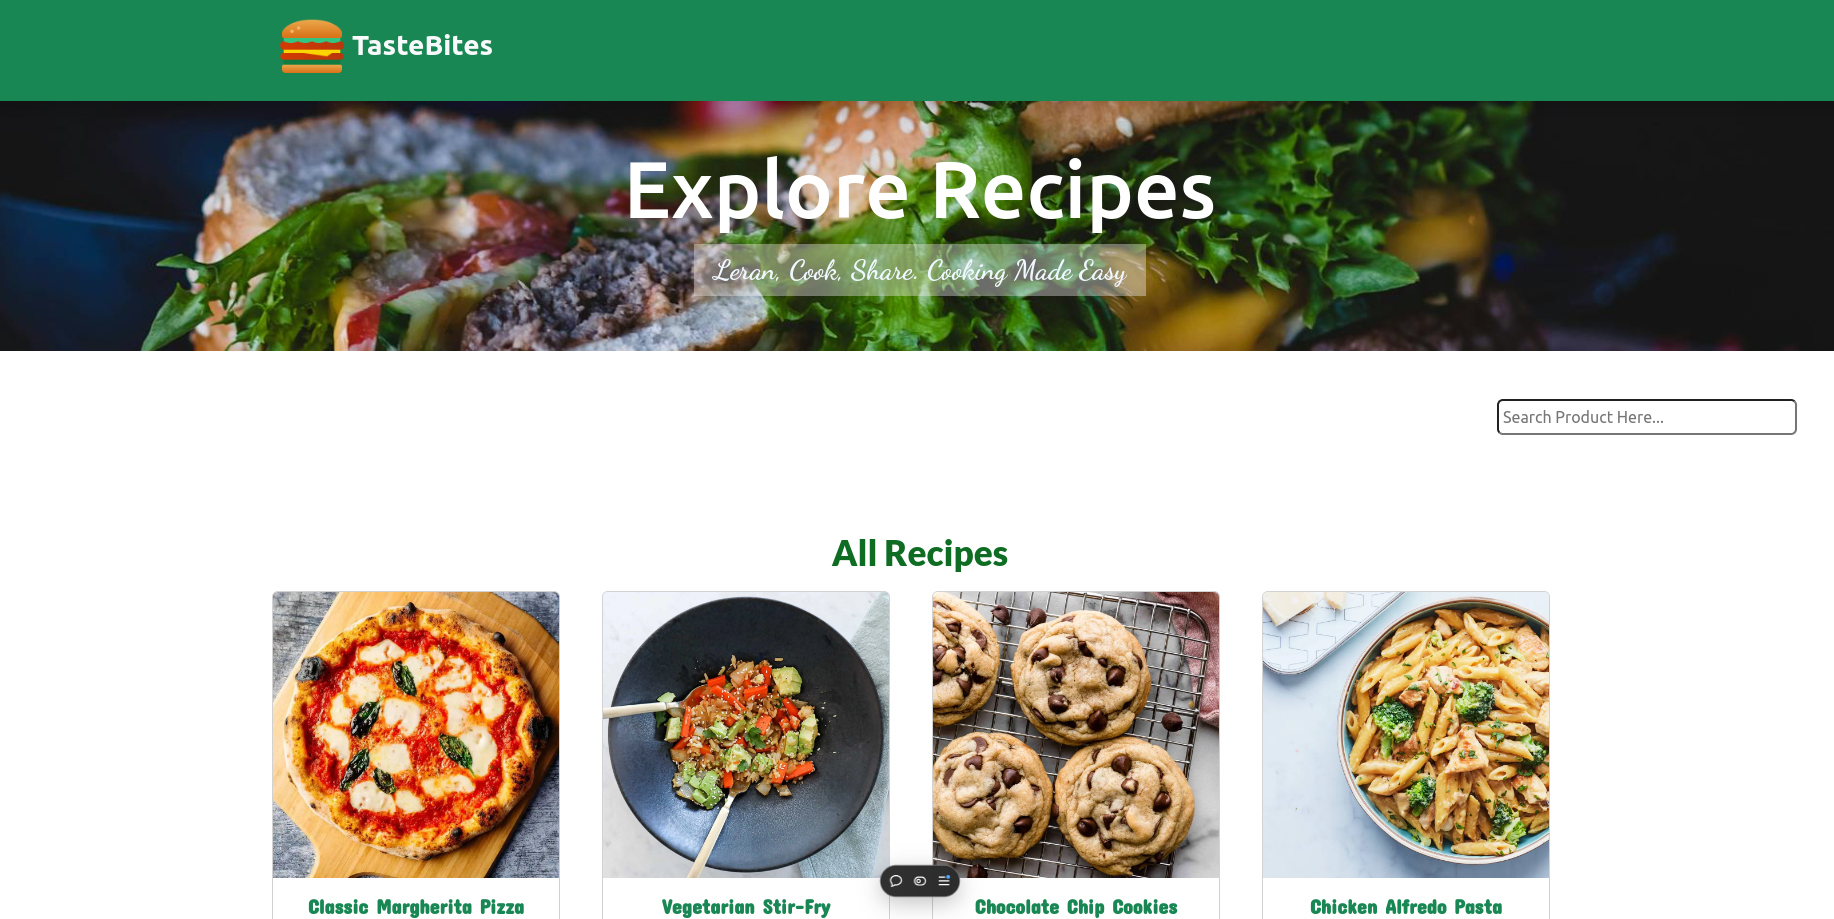 TasteBites
Explore Recipes
Leran, Cook, Share. Cooking Made Easy
Search Product Here...
All Recipes
Classic Margherita Pizza
Vegetarian Stir-Fry
Chocolate Chip Cookies
Chicken Alfredo Pasta